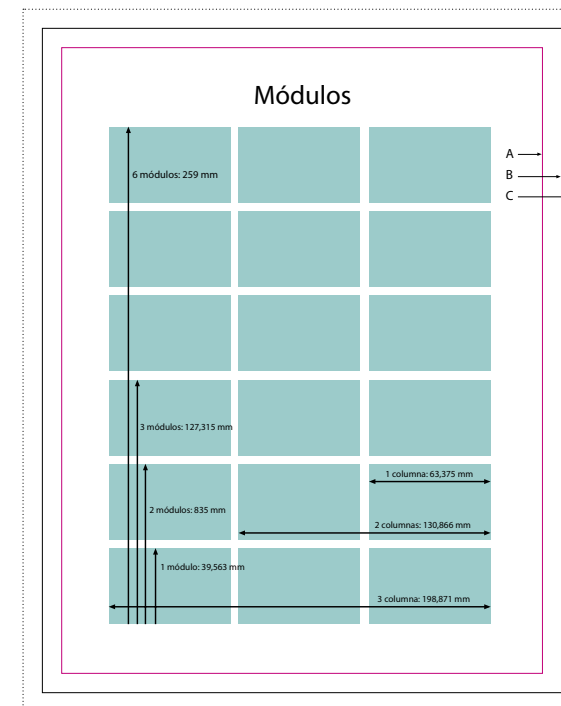 Módulos
A
B
C
6 módulos: 259 mm
3 módulos: 127,315 mm
1 columna: 63,375 mm
2 módulos: 835 mm
2 columnas: 130,866 mm
1 módulo: 39,563 mm
3 columna: 198,871 mm